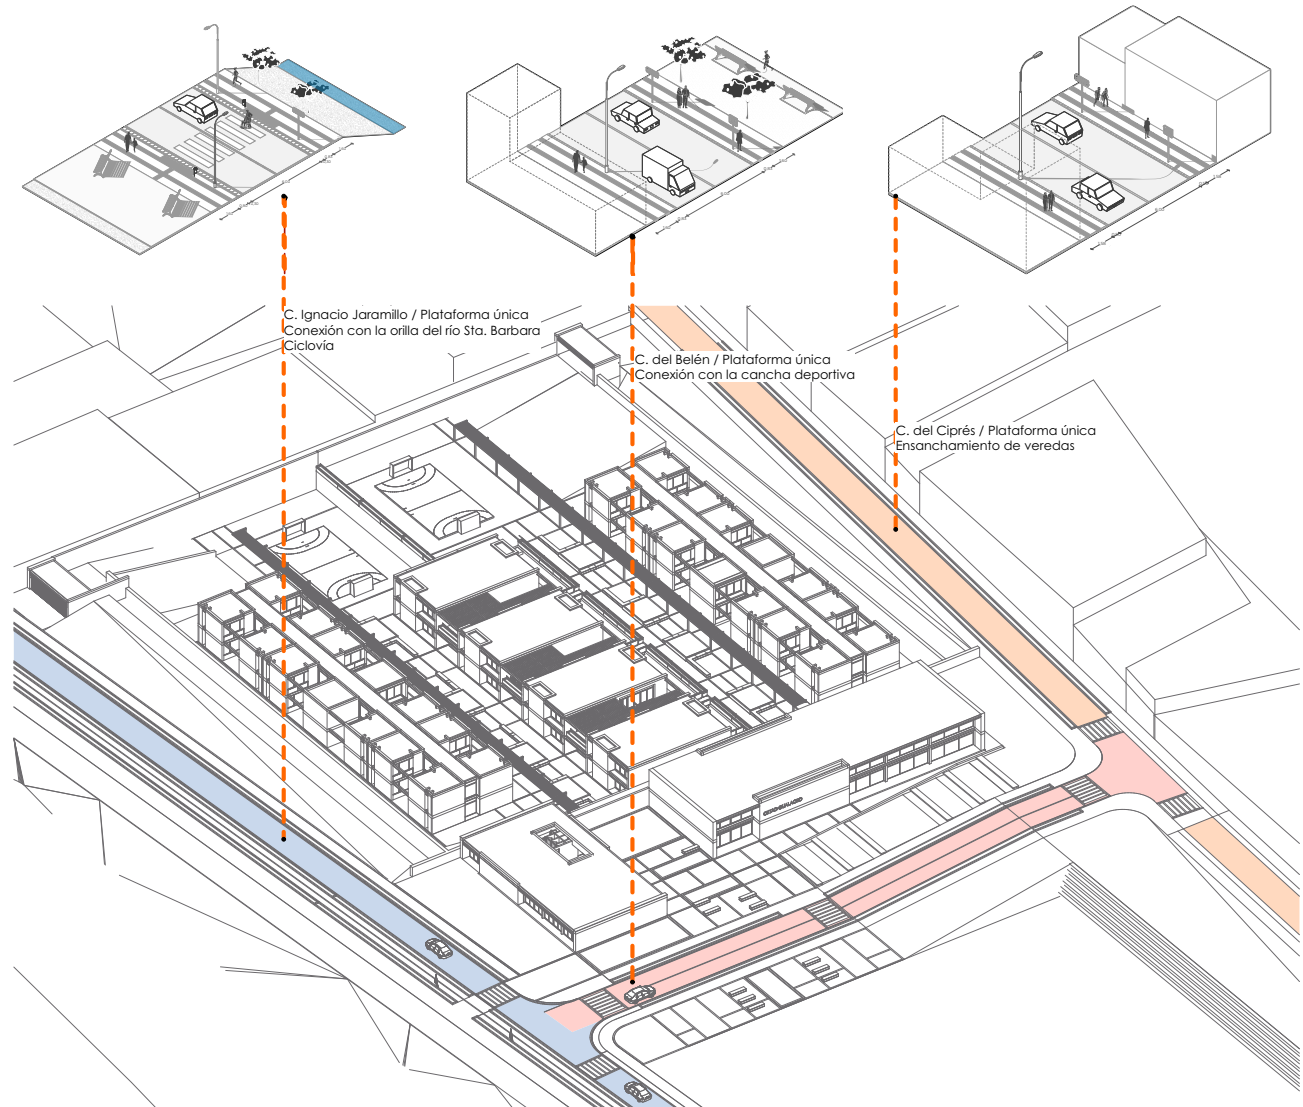 C. Ignacio Jaramillo / Plataforma única
Conexión con la orilla del río Sta. Barbara
Ciclovía
C. del Belén / Plataforma única
Conexión con la cancha deportiva
C. del Ciprés / Plataforma única
Ensanchamiento de veredas